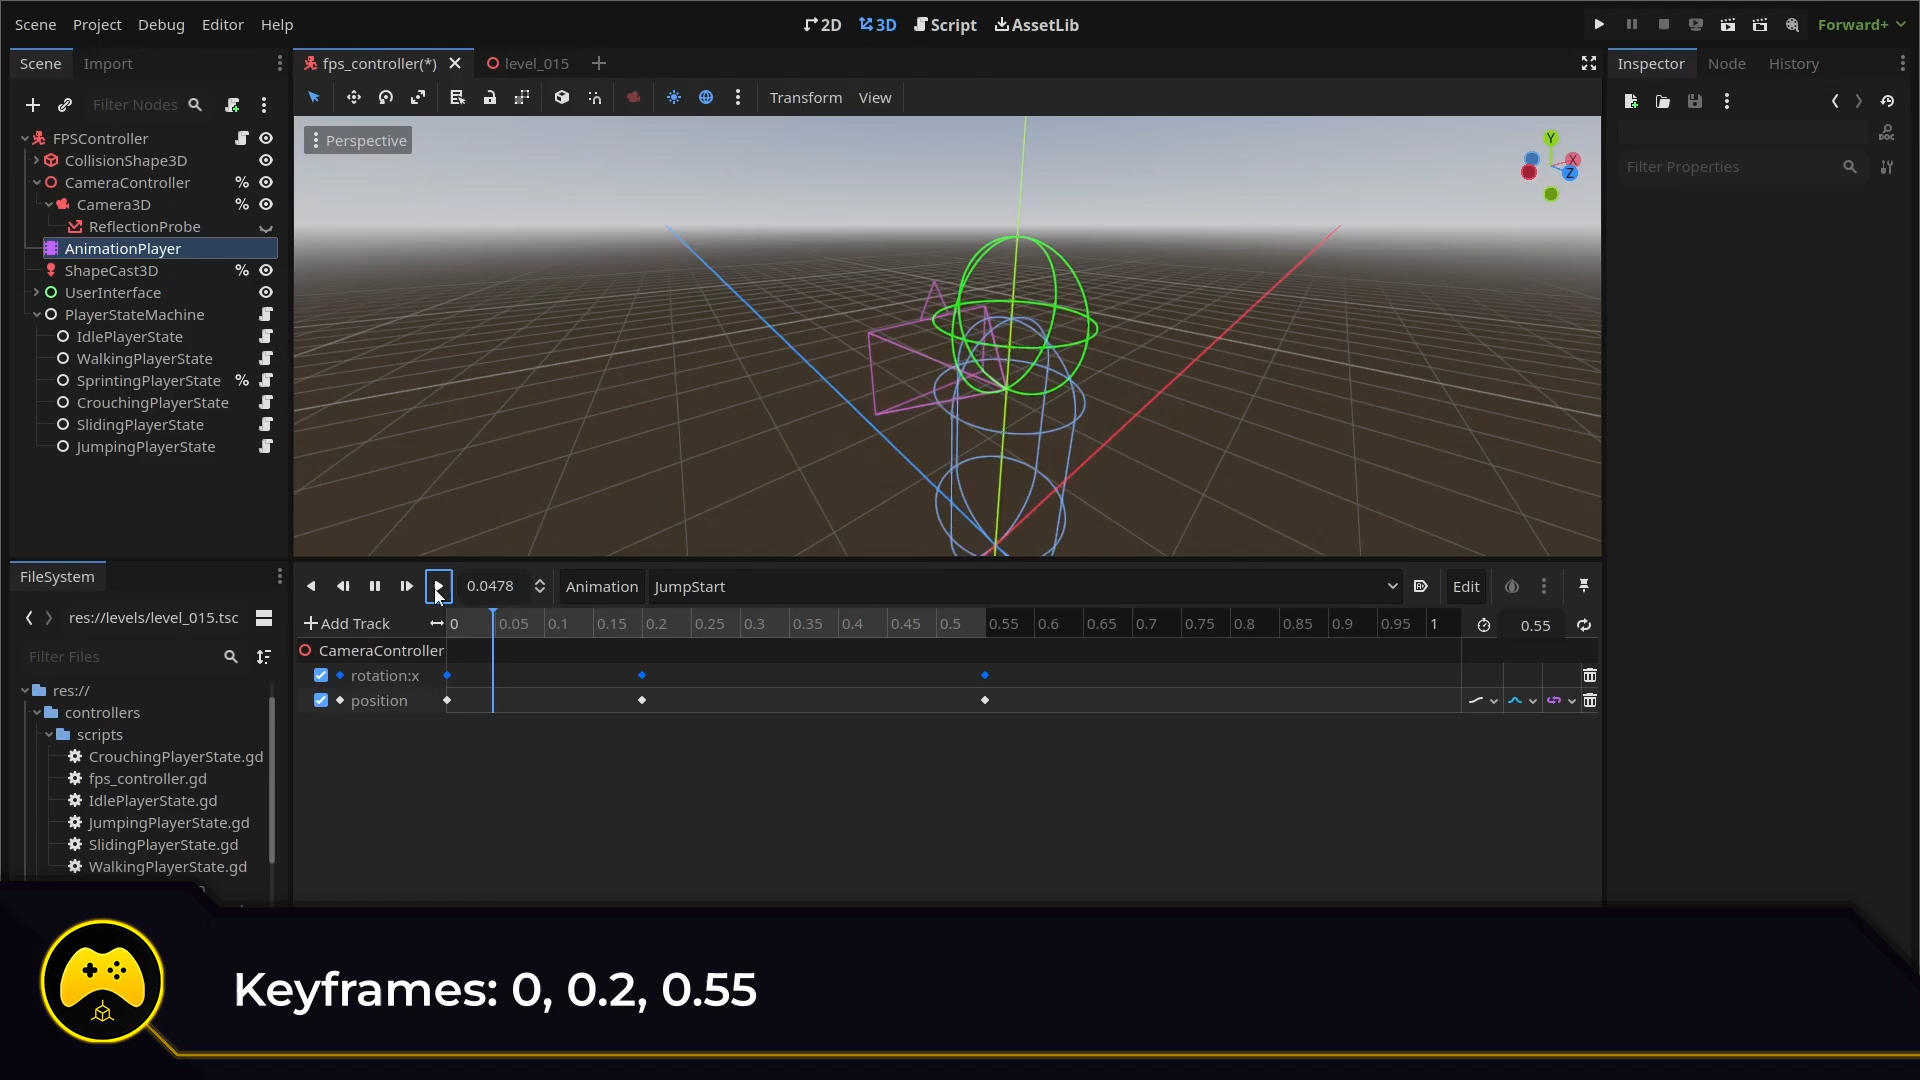 Scene Project Debug Editor Help
2D 3D Script AssetLib
Forward+
Scene Import
fps_controller(*) level_015
Inspector Node History
Filter Nodes
Transform View
FPSController
CollisionShape3D
CameraController %
Camera3D %
ReflectionProbe
AnimationPlayer
ShapeCast3D %
UserInterface
PlayerStateMachine
IdlePlayerState
WalkingPlayerState
SprintingPlayerState %
CrouchingPlayerState
SlidingPlayerState
JumpingPlayerState
Perspective
Y
X
Z
Filter Properties
FileSystem
res://levels/level_015.tsc
Filter Files
res://
controllers
scripts
CrouchingPlayerState.gd
fps_controller.gd
IdlePlayerState.gd
JumpingPlayerState.gd
SlidingPlayerState.gd
WalkingPlayerState.gd
0.0478 Animation JumpStart Edit
Add Track 0 0.05 0.1 0.15 0.2 0.25 0.3 0.35 0.4 0.45 0.5 0.55 0.6 0.65 0.7 0.75 0.8 0.85 0.9 0.95 1 0.55
CameraController
rotation:x
position
Keyframes: 0, 0.2, 0.55